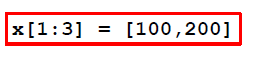 x[1:3] = [100,200]